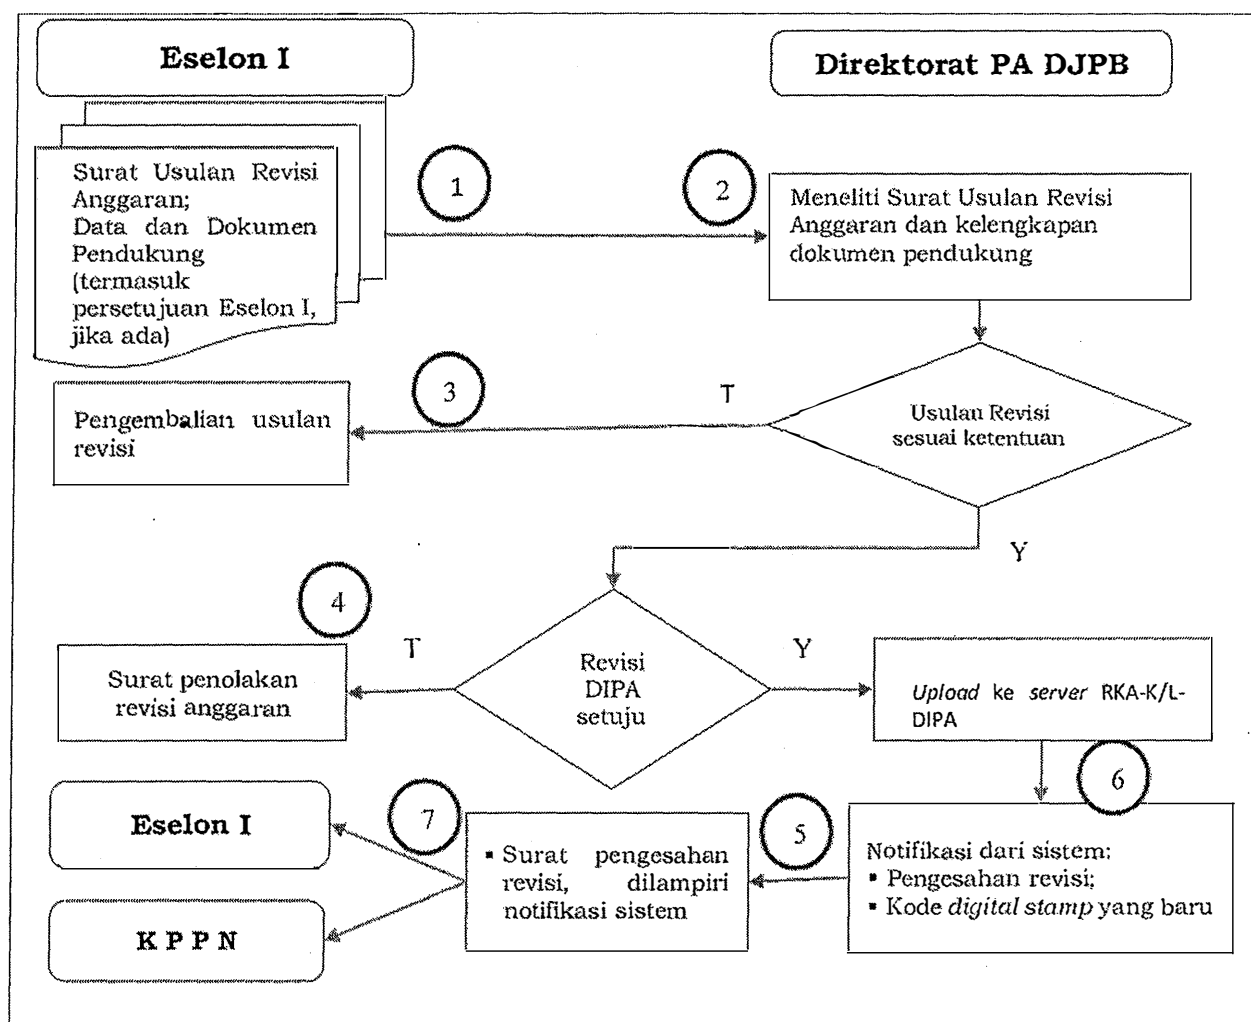 Eselon I
Direktorat PA DJPB
Surat Usulan Revisi
Anggaran;
Data dan Dokumen
Pendukung
(termasuk
persetujuan Eselon I,
jika ada)
1
2
Meneliti Surat Usulan Revisi
Anggaran dan kelengkapan
dokumen pendukung
3
T
Pengembalian usulan
revisi
Usulan Revisi
sesuai ketentuan
Y
4
T
Surat penolakan
revisi anggaran
Revisi
DIPA
setuju
Y
Upload ke server RKA-K/L-
DIPA
6
Eselon I
7
▪ Surat pengesahan
revisi, dilampiri
notifikasi sistem
5
Notifikasi dari sistem:
▪ Pengesahan revisi;
▪ Kode digital stamp yang baru
K P P N